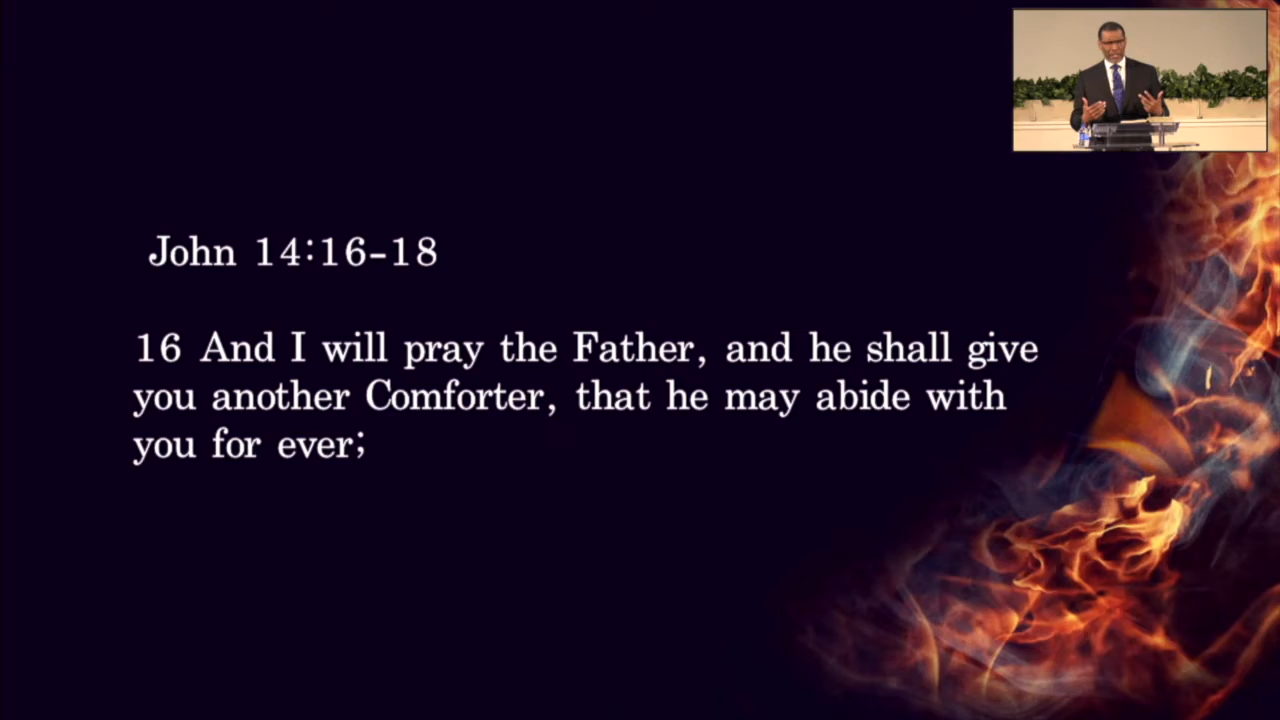 John 14:16-18
16 And I will pray the Father, and he shall give
you another Comforter, that he may abide with
you for ever;